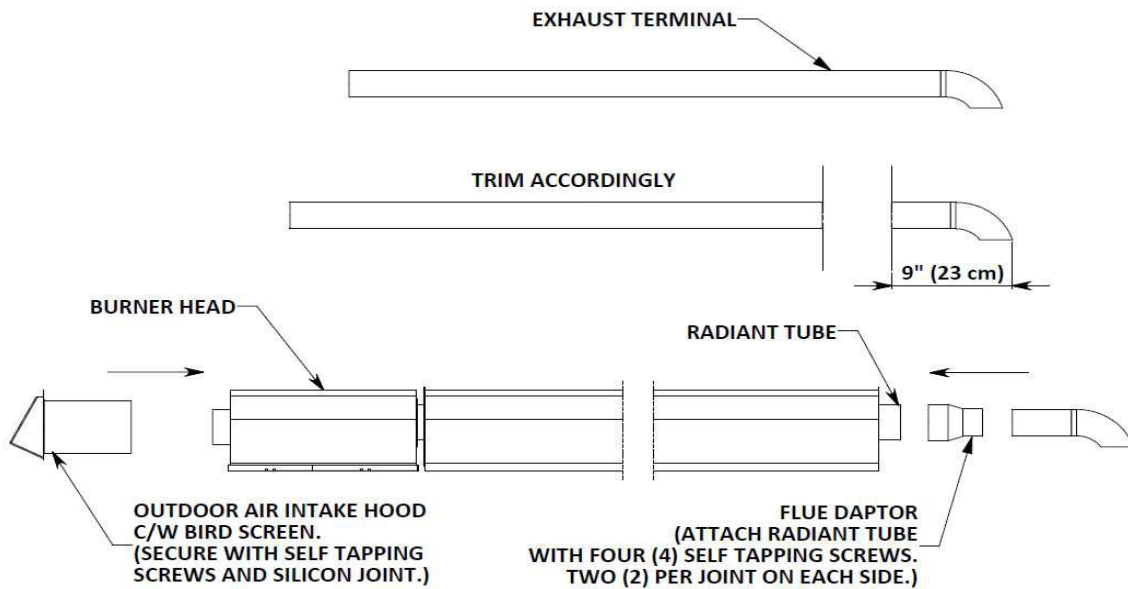 EXHAUST TERMINAL
TRIM ACCORDINGLY
9" (23 cm)
BURNER HEAD
RADIANT TUBE
OUTDOOR AIR INTAKE HOOD
C/W BIRD SCREEN.
(SECURE WITH SELF TAPPING
SCREWS AND SILICON JOINT.)
FLUE DAPTOR
(ATTACH RADIANT TUBE
WITH FOUR (4) SELF TAPPING SCREWS.
TWO (2) PER JOINT ON EACH SIDE.)